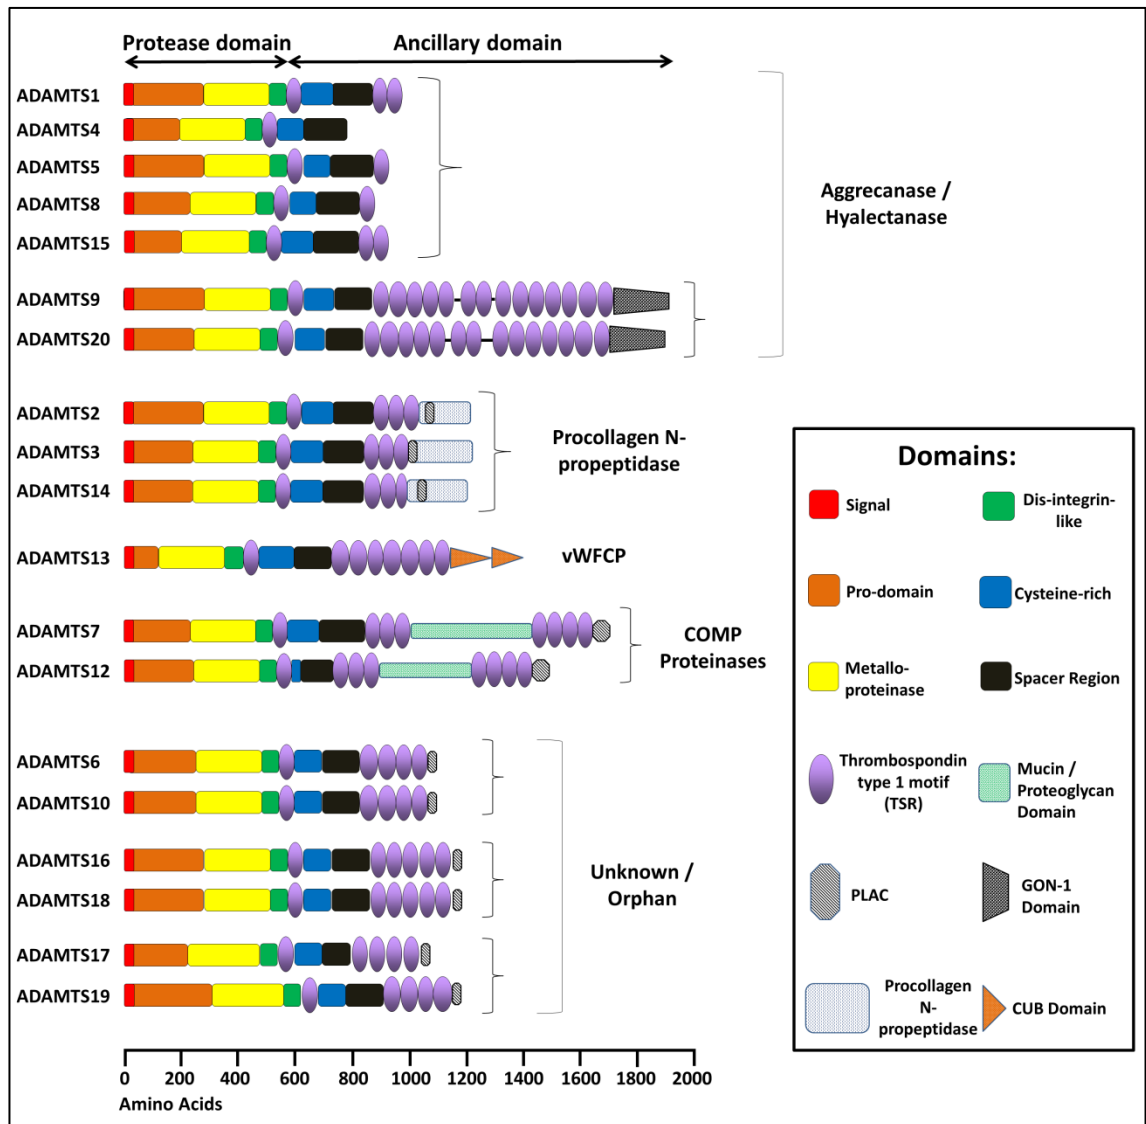 Protease domain
Ancillary domain
ADAMTS1
ADAMTS4
ADAMTS5
ADAMTS8
ADAMTS15
Aggrecanase /
Hyalectanase
ADAMTS9
ADAMTS20
ADAMTS2
ADAMTS3
ADAMTS14
Procollagen N-
propeptidase
ADAMTS13
vWFCP
ADAMTS7
ADAMTS12
COMP
Proteinases
ADAMTS6
ADAMTS10
ADAMTS16
ADAMTS18
Unknown /
Orphan
ADAMTS17
ADAMTS19
0 200 400 600 800 1000 1200 1400 1600 1800 2000
Amino Acids
Domains:
Signal
Dis-integrin-
like
Pro-domain
Cysteine-rich
Metallo-
proteinase
Spacer Region
Thrombospondin
type 1 motif
(TSR)
Mucin /
Proteoglycan
Domain
PLAC
GON-1
Domain
Procollagen
N-
propeptidase
CUB Domain